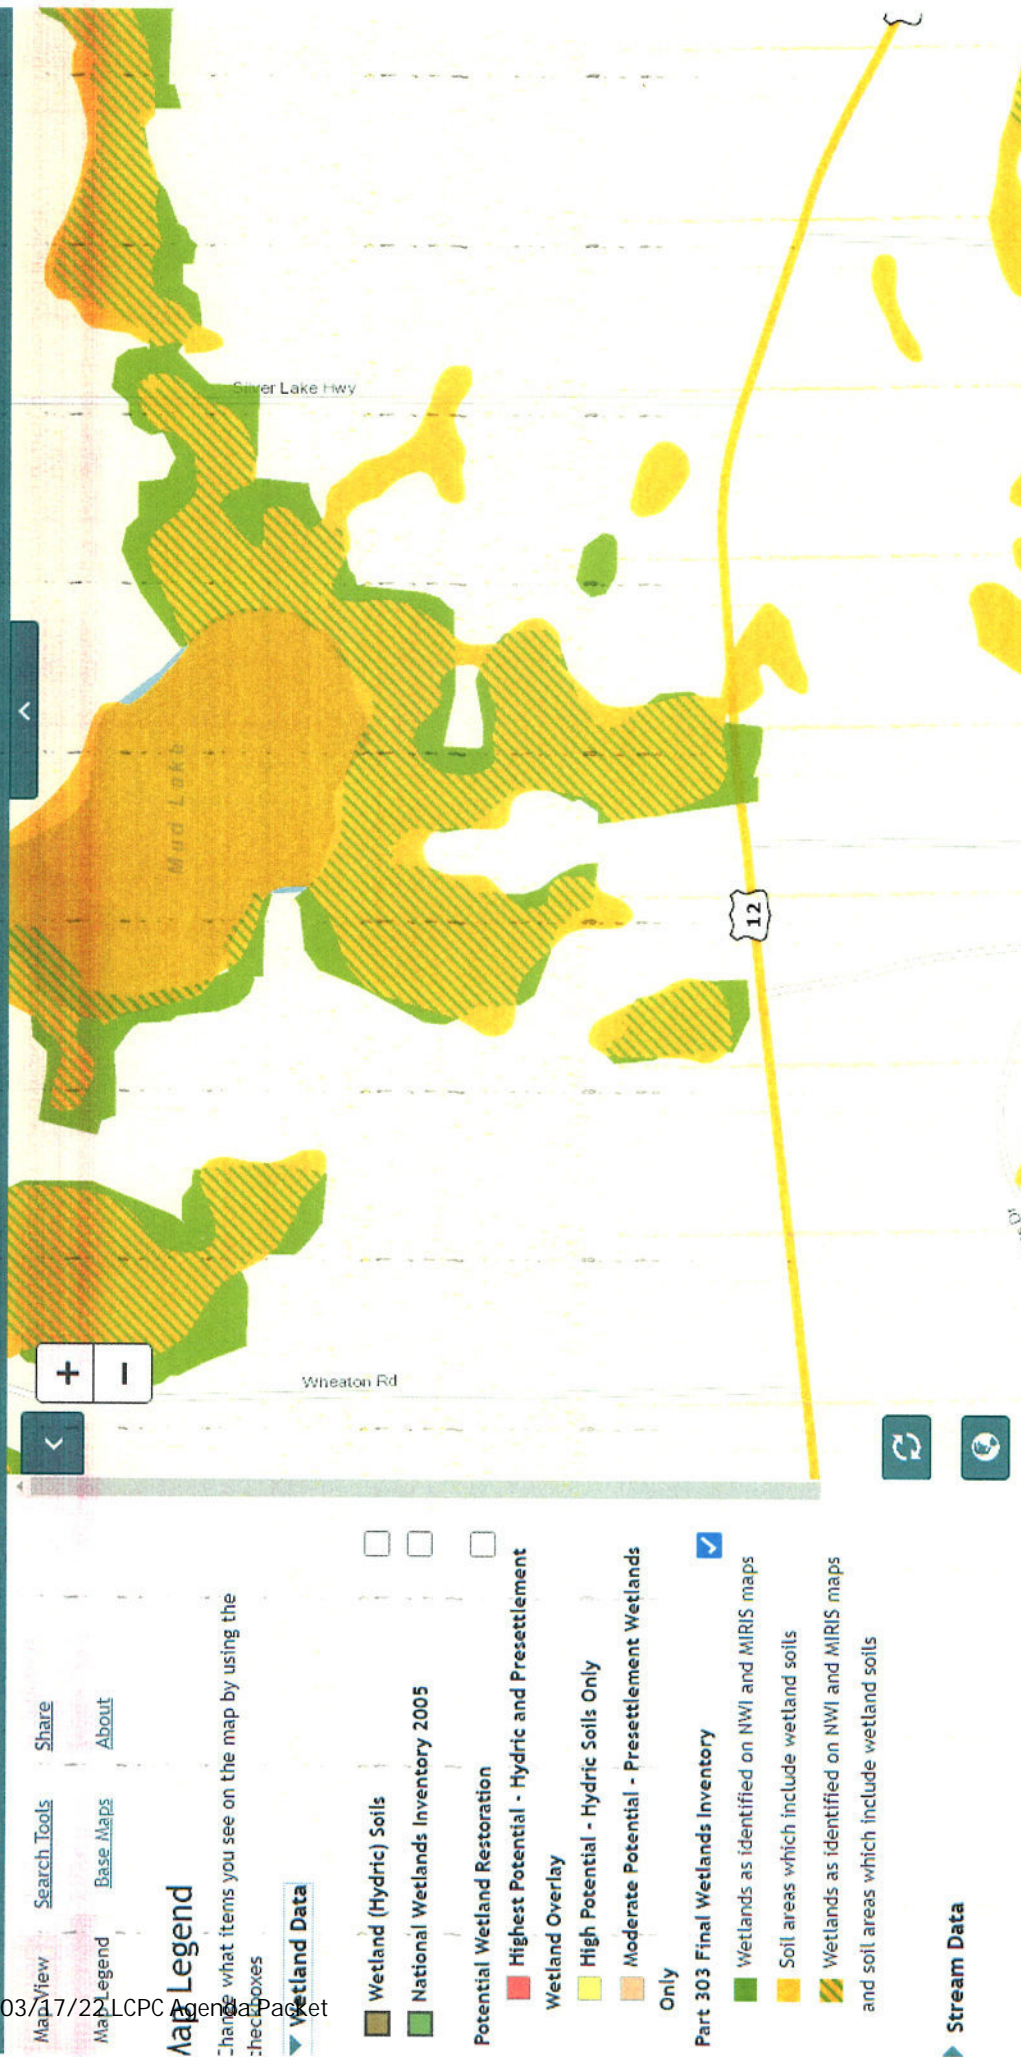 03/17/22 LCPC Agenda Packet
Map View
Search Tools
Share
Map Legend
Base Maps
About
Map Legend
Change what items you see on the map by using the
checkboxes
Wetland Data
Wetland (Hydric) Soils
National Wetlands Inventory 2005
Potential Wetland Restoration
Highest Potential - Hydric and Presettlement
Wetland Overlay
High Potential - Hydric Soils Only
Moderate Potential - Presettlement Wetlands
Only
Part 303 Final Wetlands Inventory
Wetlands as identified on NWI and MIRIS maps
Soil areas which include wetland soils
Wetlands as identified on NWI and MIRIS maps
and soil areas which include wetland soils
Stream Data
+
−
Wheaton Rd
Mud Lake
Silver Lake Hwy
12